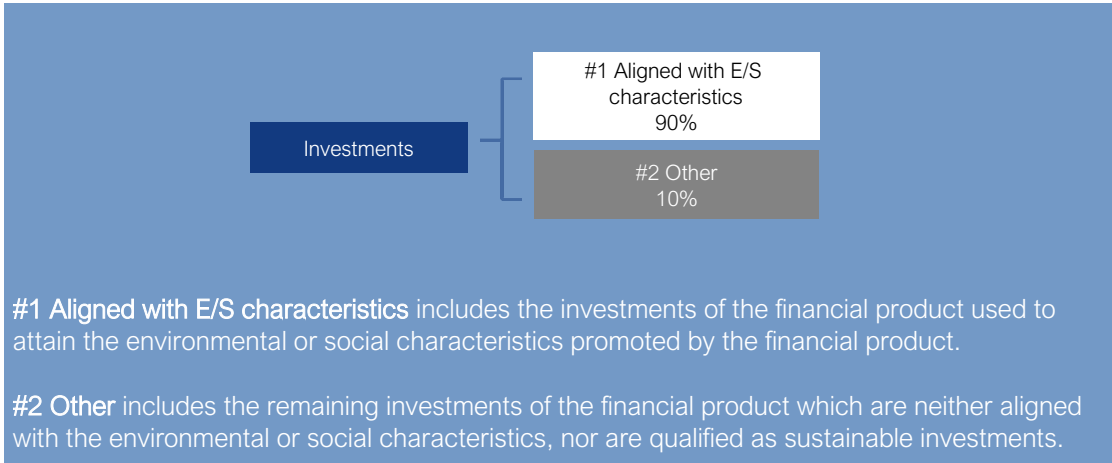 #1 Aligned with E/S
characteristics
90%
Investments
#2 Other
10%
#1 Aligned with E/S characteristics includes the investments of the financial product used to
attain the environmental or social characteristics promoted by the financial product.
#2 Other includes the remaining investments of the financial product which are neither aligned
with the environmental or social characteristics, nor are qualified as sustainable investments.